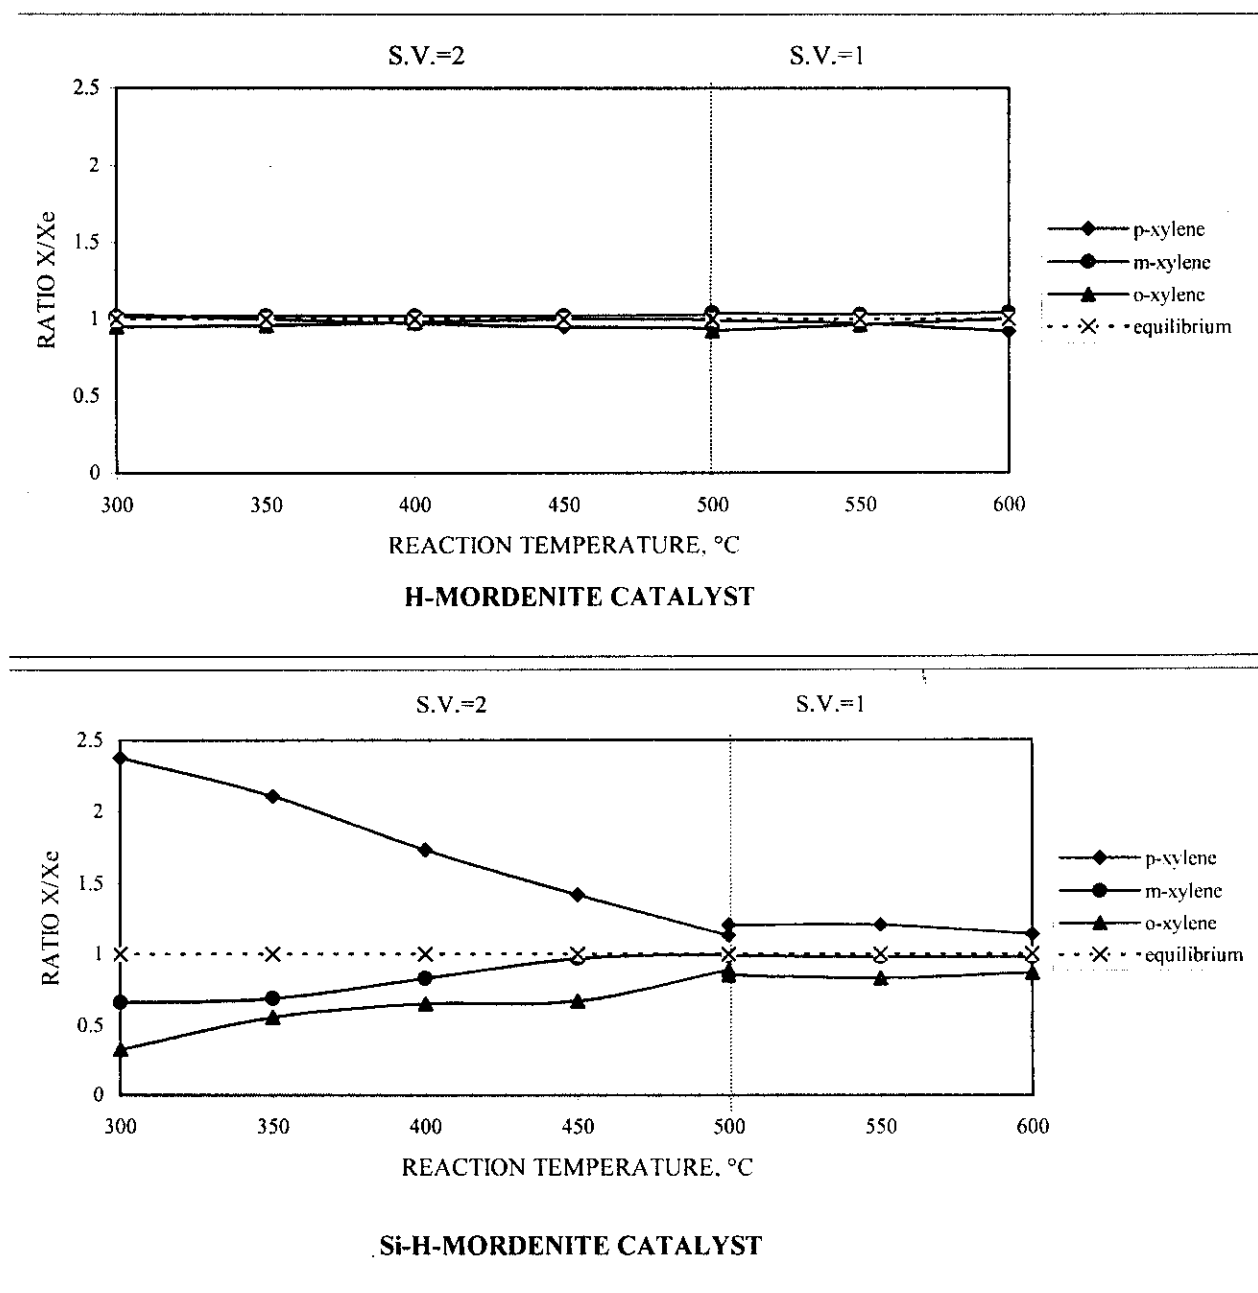 S.V.=2 S.V.=1
2.5
2
1.5
1
0.5
0
RATIO X/Xe
300 350 400 450 500 550 600
REACTION TEMPERATURE, °C
p-xylene
m-xylene
o-xylene
equilibrium
H-MORDENITE CATALYST
S.V.=2 S.V.=1
2.5
2
1.5
1
0.5
0
RATIO X/Xe
300 350 400 450 500 550 600
REACTION TEMPERATURE, °C
p-xylene
m-xylene
o-xylene
equilibrium
Si-H-MORDENITE CATALYST